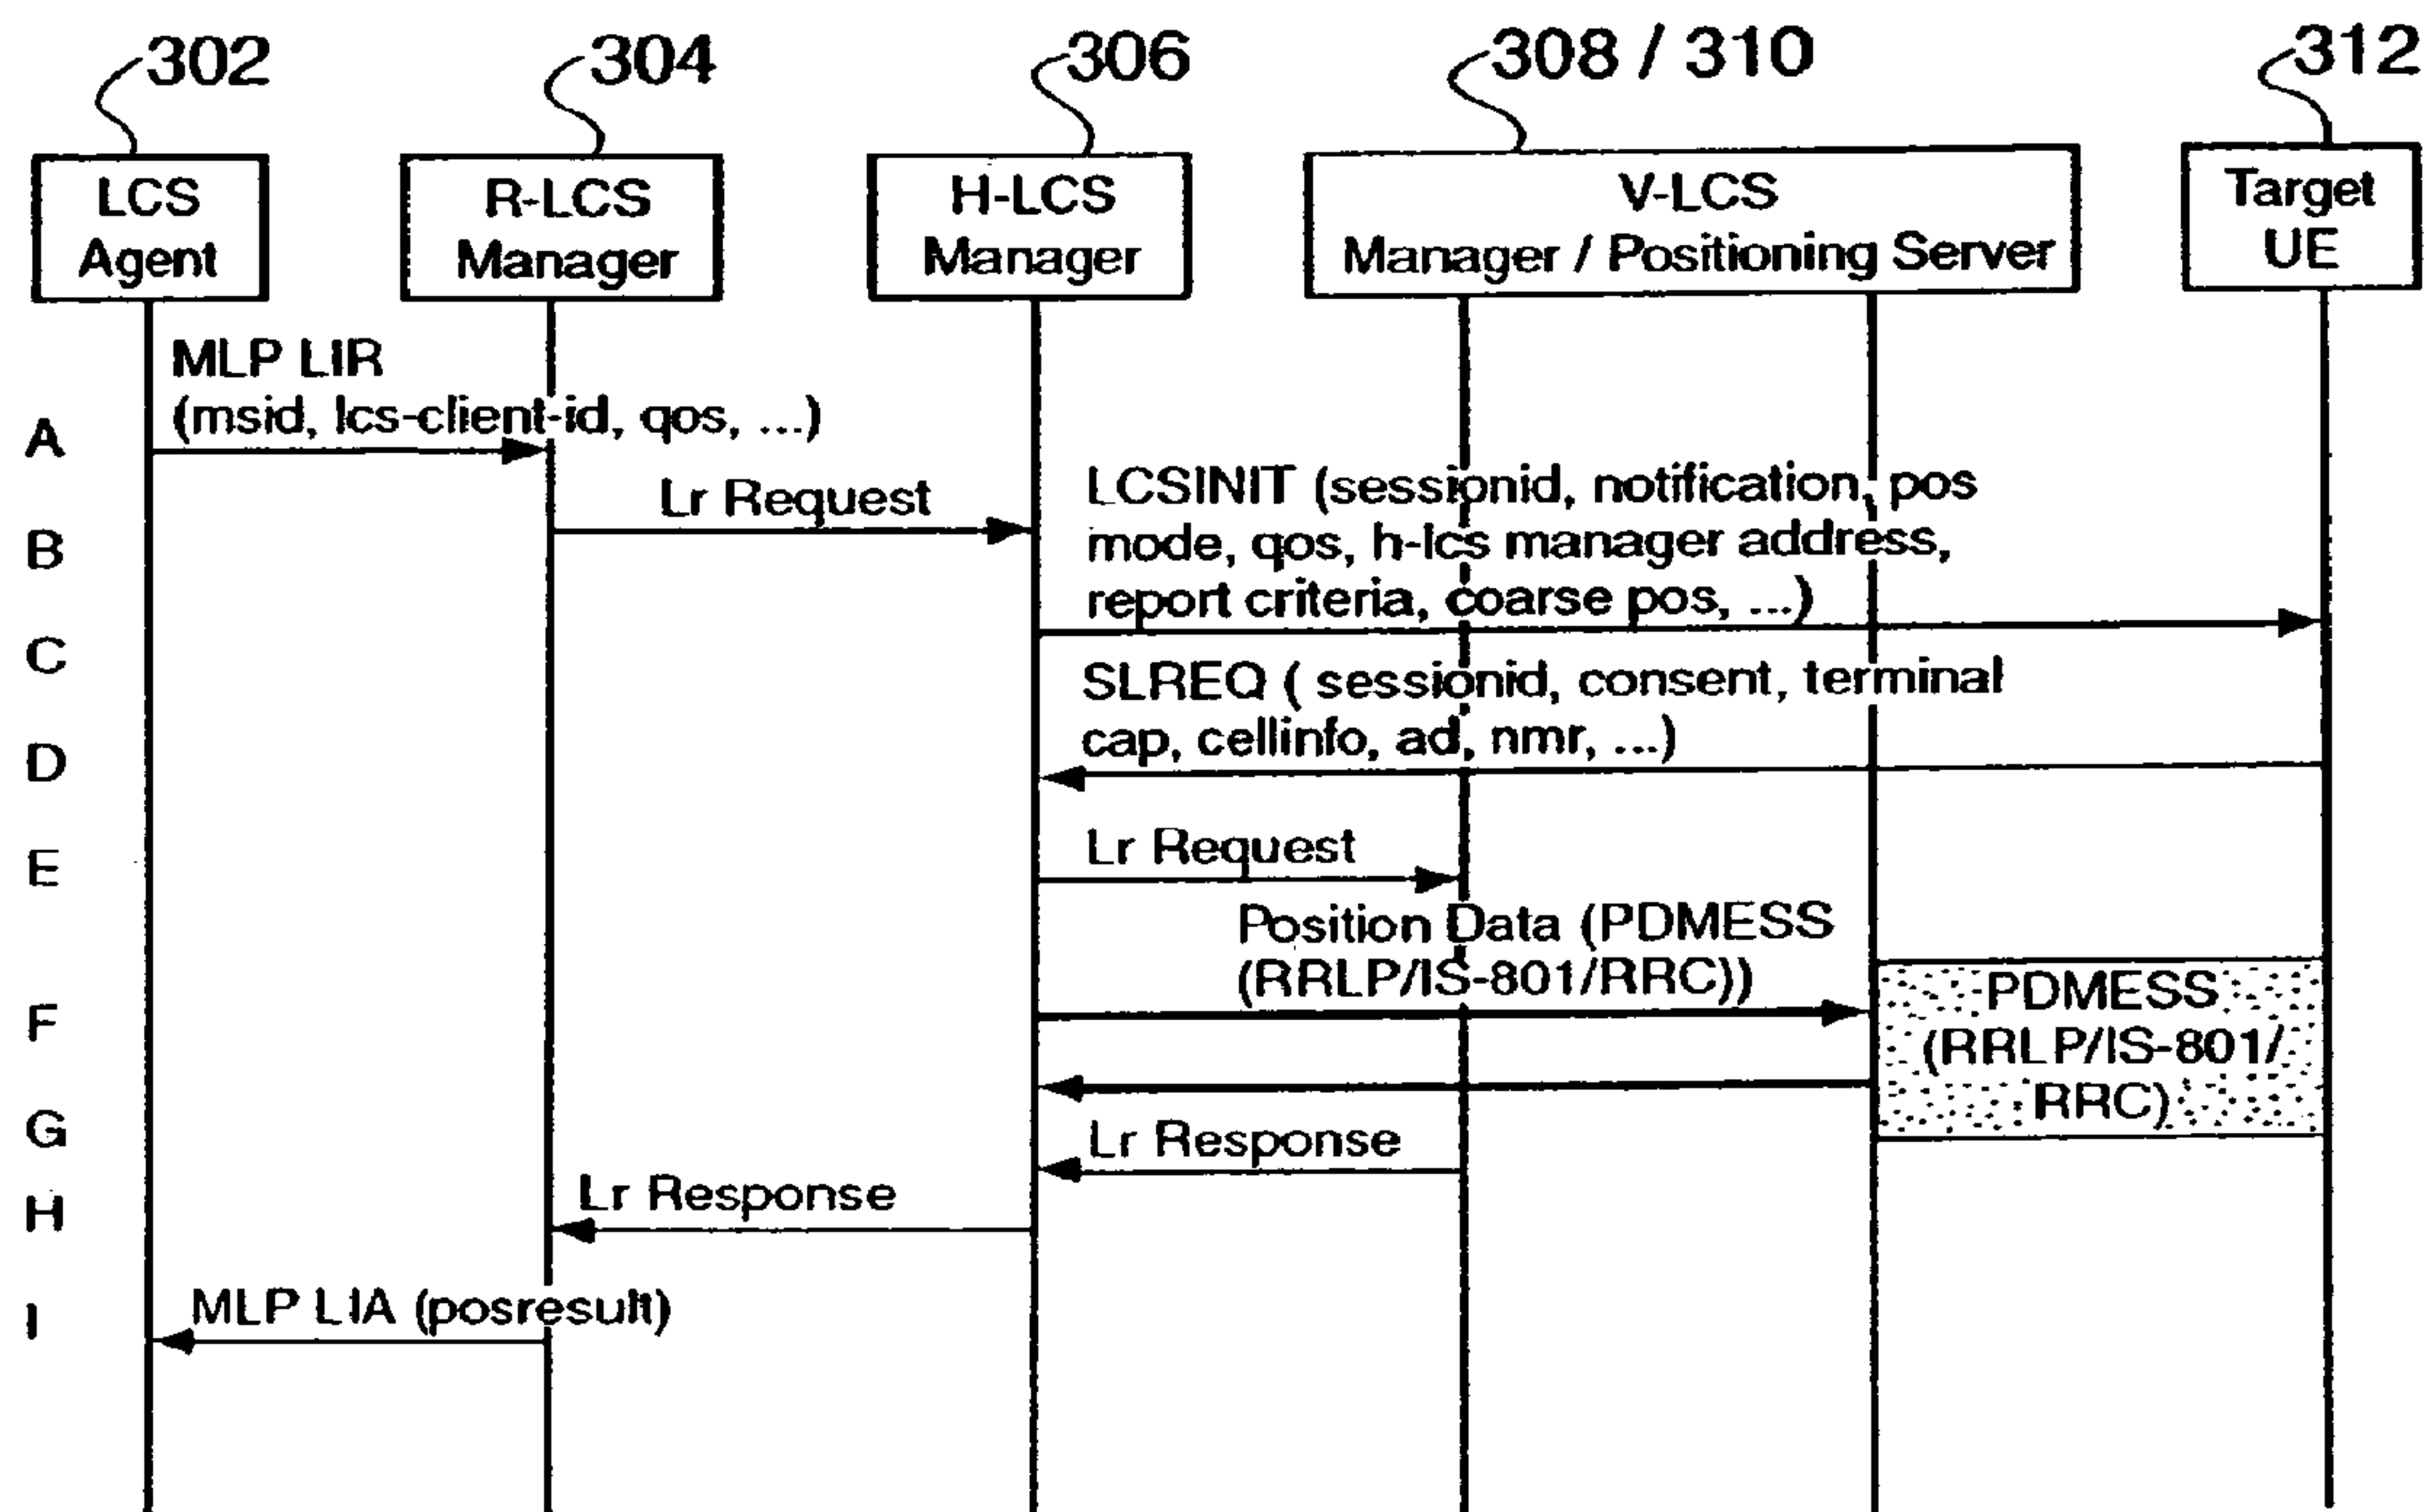 302
304
306
308 / 310
312
LCS
Agent
R-LCS
Manager
H-LCS
Manager
V-LCS
Manager / Positioning Server
Target
UE
MLP LIR
(msid, lcs-client-id, qos, ...)
A
Lr Request
B
LCSINIT (sessionid, notification, pos
mode, qos, h-lcs manager address,
report criteria, coarse pos, ...)
C
SLREQ ( sessionid, consent, terminal
cap, cellinfo, ad, nmr, ...)
D
Lr Request
E
Position Data (PDMESS
(RRLP/IS-801/RRC))
F
PDMESS
(RRLP/IS-801/
RRC)
G
Lr Response
H
Lr Response
I
MLP LIA (posresult)